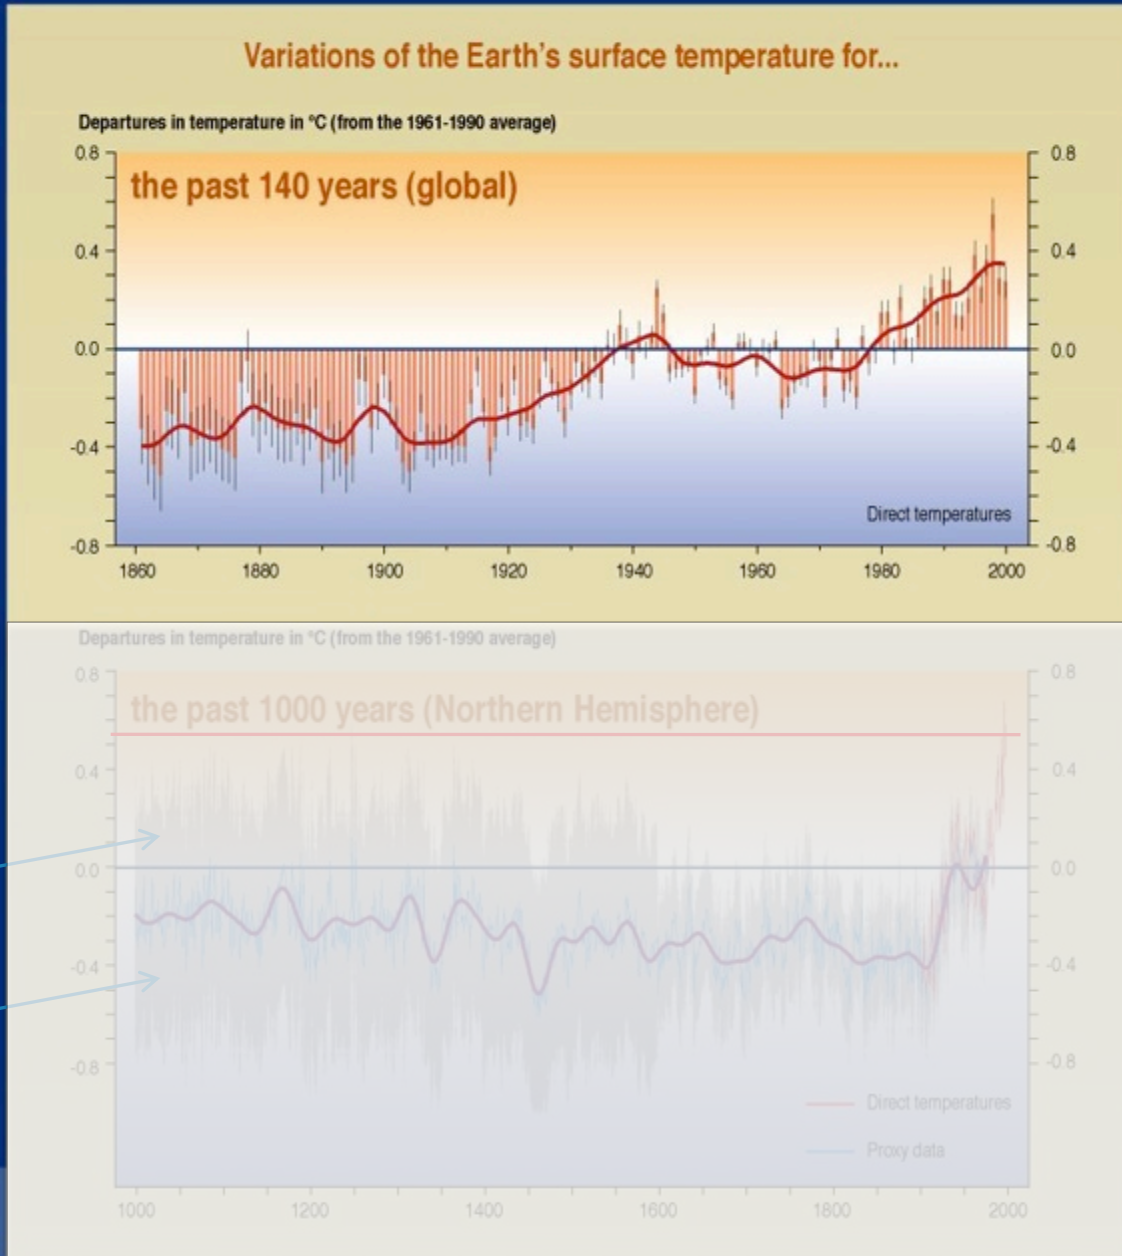 Variations of the Earth's surface temperature for...
Departures in temperature in °C (from the 1961-1990 average)
0.8 0.8
the past 140 years (global)
0.4 0.4
0.0 0.0
-0.4 -0.4
Direct temperatures
-0.8 -0.8
1860 1880 1900 1920 1940 1960 1980 2000
Departures in temperature in °C (from the 1961-1990 average)
0.8 0.8
the past 1000 years (Northern Hemisphere)
0.4 0.4
0.0 0.0
-0.4 -0.4
-0.8 -0.8
Direct temperatures
Proxy data
1000 1200 1400 1600 1800 2000